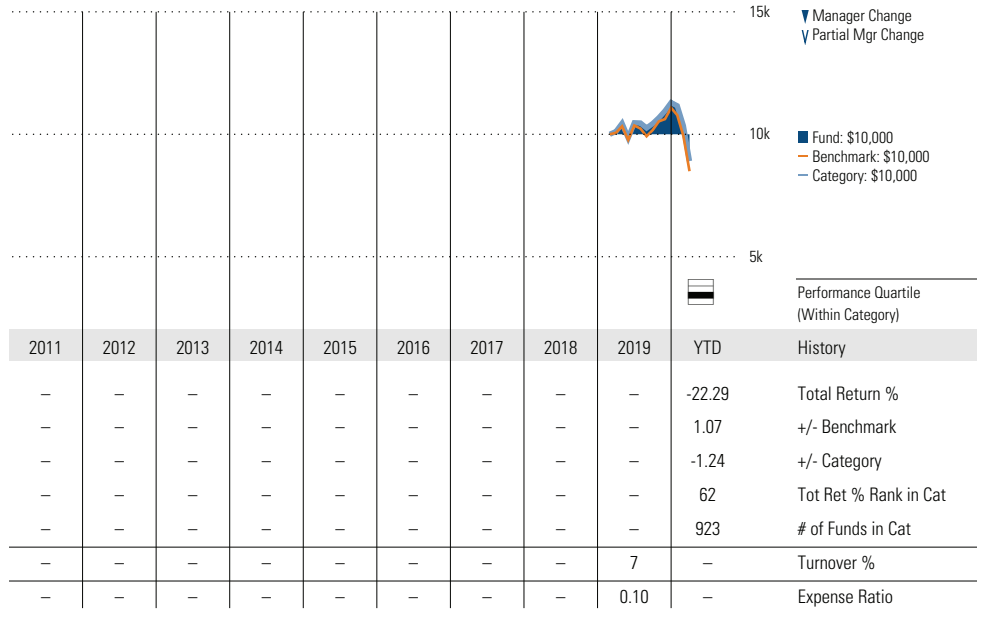 15k
▼ Manager Change
\/ Partial Mgr Change
10k
Fund: $10,000
Benchmark: $10,000
Category: $10,000
5k
Performance Quartile
(Within Category)
2011 2012 2013 2014 2015 2016 2017 2018 2019 YTD History
– – – – – – – – – -22.29 Total Return %
– – – – – – – – – 1.07 +/- Benchmark
– – – – – – – – – -1.24 +/- Category
– – – – – – – – – 62 Tot Ret % Rank in Cat
– – – – – – – – – 923 # of Funds in Cat
– – – – – – – – 7 – Turnover %
– – – – – – – – 0.10 – Expense Ratio